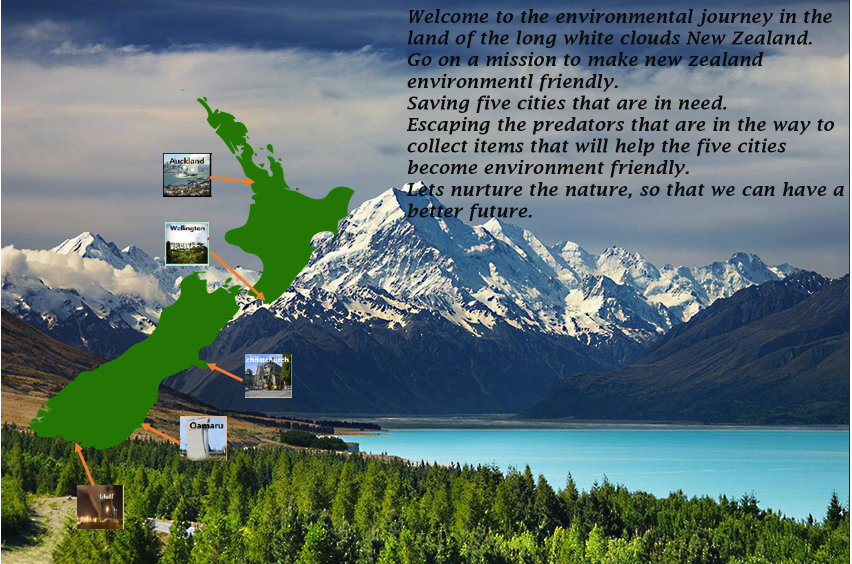 Welcome to the environmental journey in the
land of the long white clouds New Zealand.
Go on a mission to make new zealand
environmentl friendly.
Saving five cities that are in need.
Escaping the predators that are in the way to
collect items that will help the five cities
become environment friendly.
Lets nurture the nature, so that we can have a
better future.
Auckland
Wellington
christchurch
Oamaru
bluff